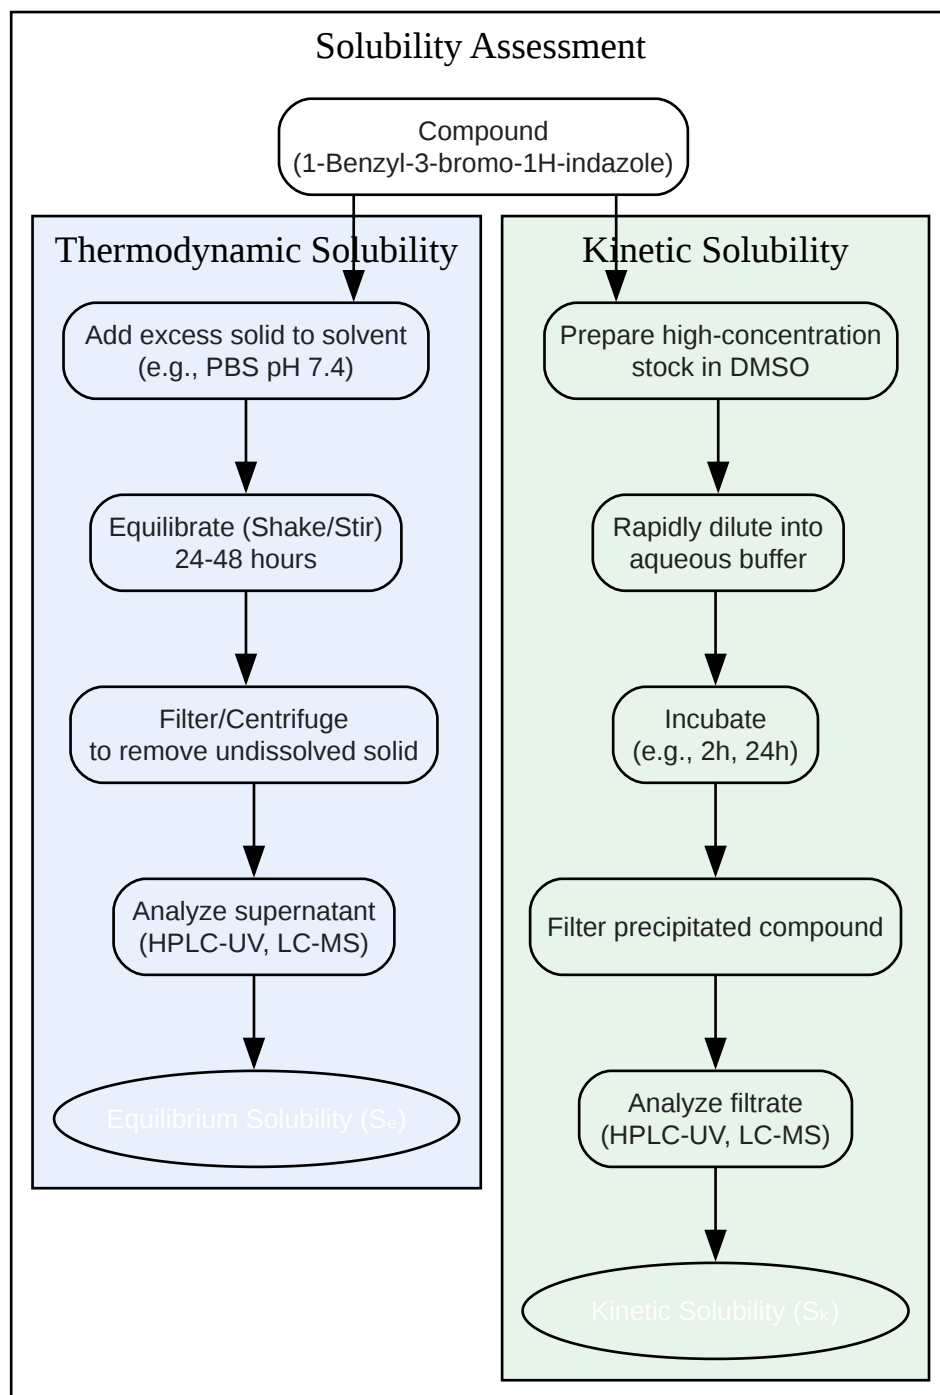 Solubility Assessment
Compound
(1-Benzyl-3-bromo-1H-indazole)
Thermodynamic Solubility
Add excess solid to solvent
(e.g., PBS pH 7.4)
Equilibrate (Shake/Stir)
24-48 hours
Filter/Centrifuge
to remove undissolved solid
Analyze supernatant
(HPLC-UV, LC-MS)
Equilibrium Solubility (Sₑ)
Kinetic Solubility
Prepare high-concentration
stock in DMSO
Rapidly dilute into
aqueous buffer
Incubate
(e.g., 2h, 24h)
Filter precipitated compound
Analyze filtrate
(HPLC-UV, LC-MS)
Kinetic Solubility (Sₖ)